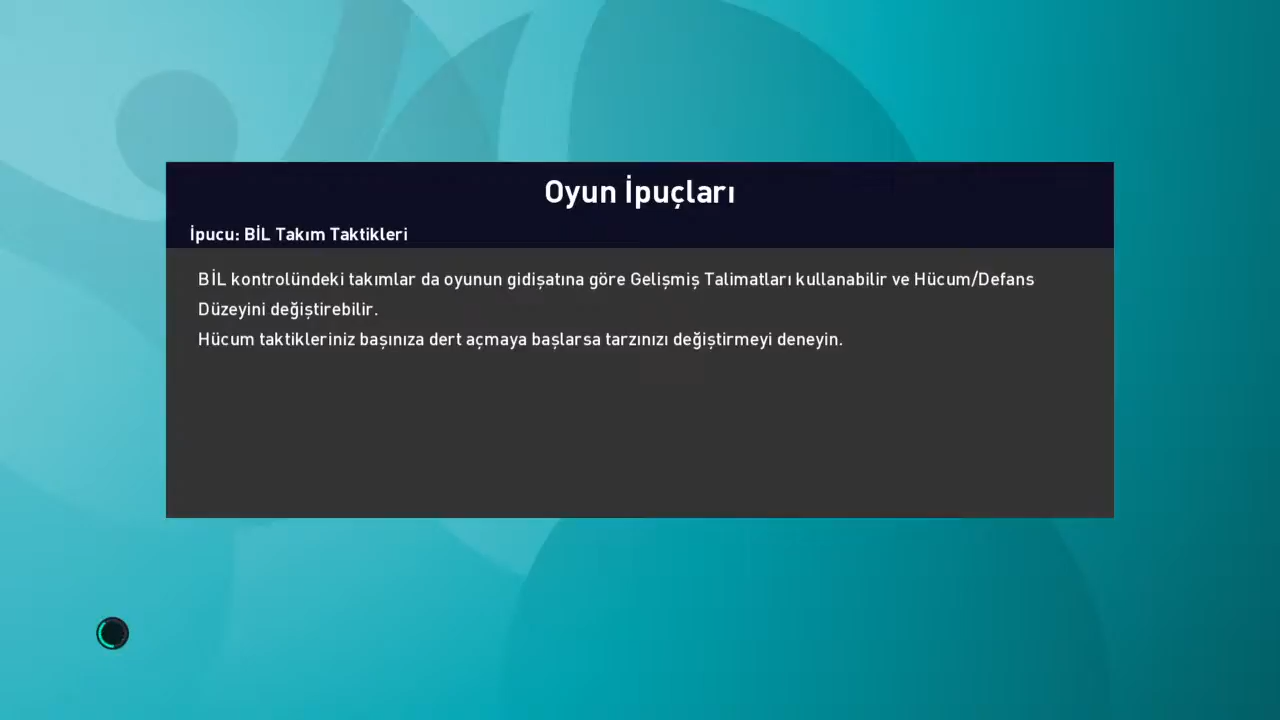 Oyun İpuçları
İpucu: BİL Takım Taktikleri
BİL kontrolündeki takımlar da oyunun gidişatına göre Gelişmiş Talimatları kullanabilir ve Hücum/Defans
Düzeyini değiştirebilir.
Hücum taktikleriniz başınıza dert açmaya başlarsa tarzınızı değiştirmeyi deneyin.